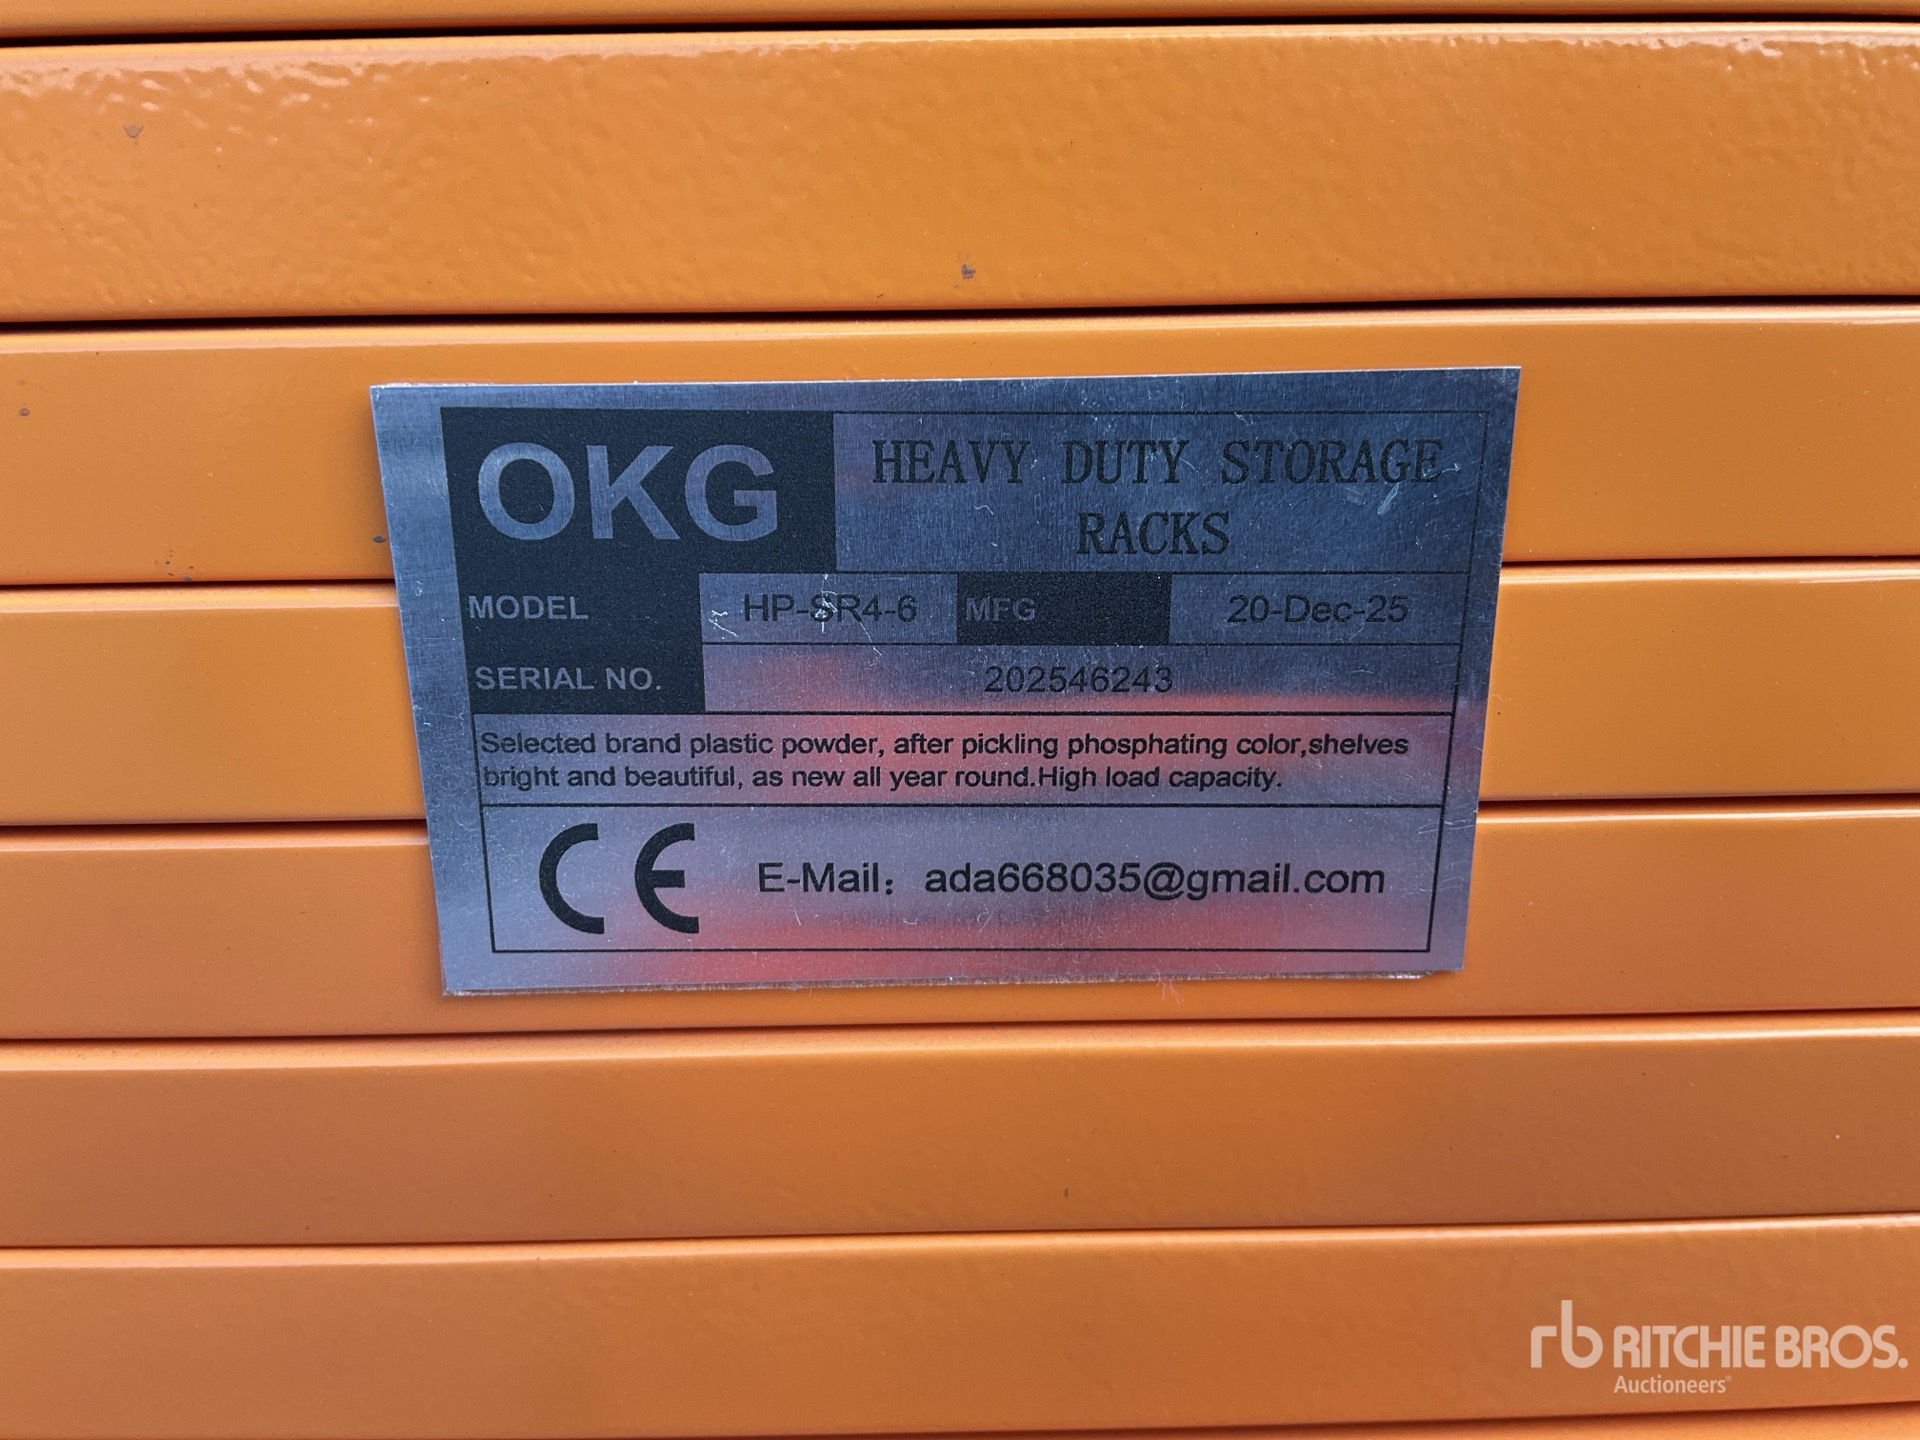 OKG
HEAVY DUTY STORAGE
RACKS
MODEL HP-SR4-6 MFG 20-Dec-25
SERIAL NO. 202546243
Selected brand plastic powder, after pickling phosphating color,shelves
bright and beautiful, as new all year round.High load capacity.
CE E-Mail：ada668035@gmail.com
rb RITCHIE BROS.
Auctioneers®